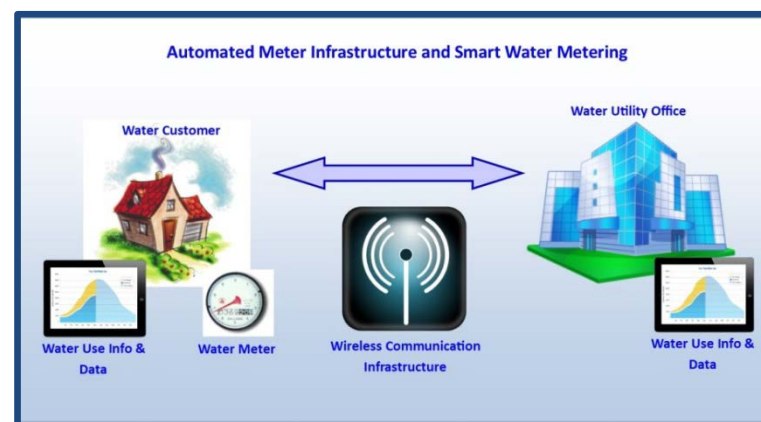 Automated Meter Infrastructure and Smart Water Metering
Water Utility Office
Water Customer
Water Use Info &
Data
Water Meter
Wireless Communication
Infrastructure
Water Use Info &
Data